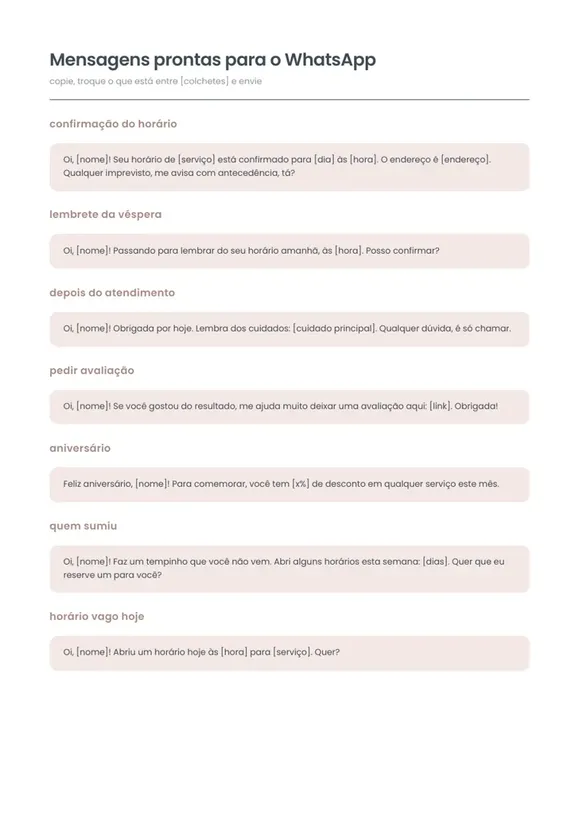 Mensagens prontas para o WhatsApp
copie, troque o que está entre [colchetes] e envie
confirmação do horário
Oi, [nome]! Seu horário de [serviço] está confirmado para [dia] às [hora]. O endereço é [endereço].
Qualquer imprevisto, me avisa com antecedência, tá?
lembrete da véspera
Oi, [nome]! Passando para lembrar do seu horário amanhã, às [hora]. Posso confirmar?
depois do atendimento
Oi, [nome]! Obrigada por hoje. Lembra dos cuidados: [cuidado principal]. Qualquer dúvida, é só chamar.
pedir avaliação
Oi, [nome]! Se você gostou do resultado, me ajuda muito deixar uma avaliação aqui: [link]. Obrigada!
aniversário
Feliz aniversário, [nome]! Para comemorar, você tem [x%] de desconto em qualquer serviço este mês.
quem sumiu
Oi, [nome]! Faz um tempinho que você não vem. Abri alguns horários esta semana: [dias]. Quer que eu
reserve um para você?
horário vago hoje
Oi, [nome]! Abriu um horário hoje às [hora] para [serviço]. Quer?